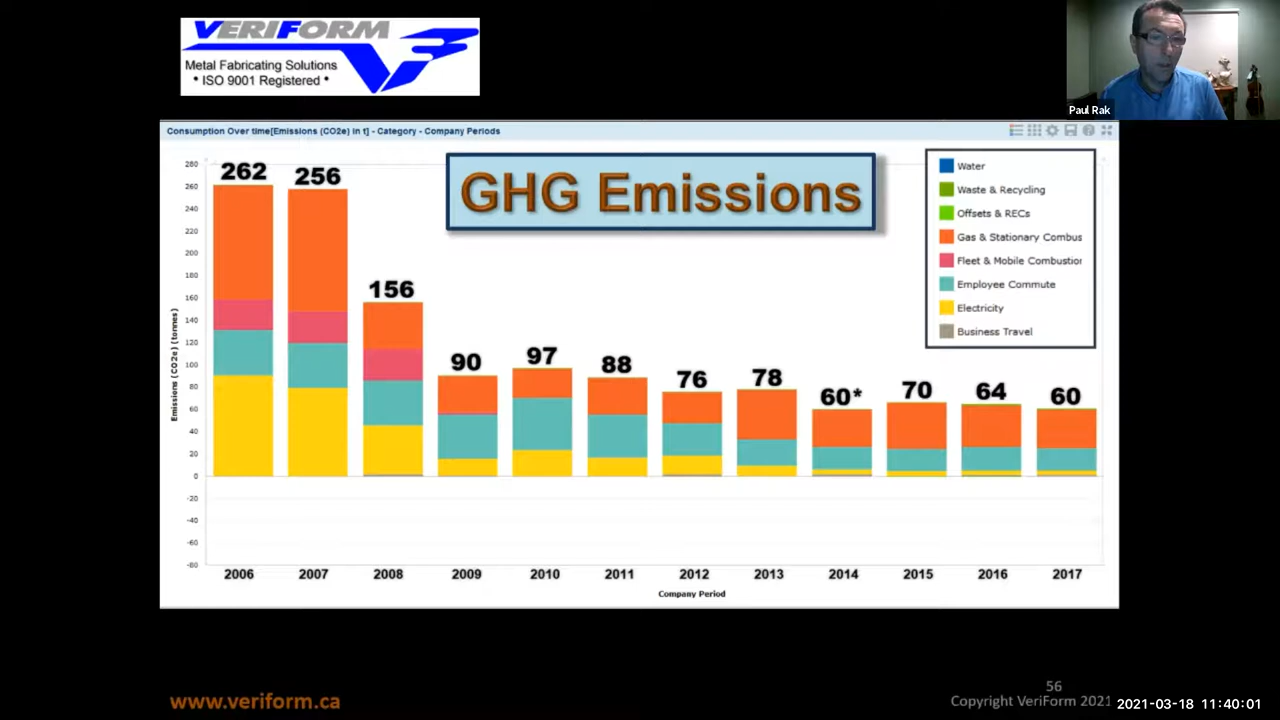 VERIFORM
Metal Fabricating Solutions
• ISO 9001 Registered •
Paul Rak
Consumption Over time[Emissions (CO2e) in t] - Category - Company Periods
GHG Emissions
Water
Waste & Recycling
Offsets & RECs
Gas & Stationary Combus
Fleet & Mobile Combustion
Employee Commute
Electricity
Business Travel
262
256
156
90
97
88
76
78
60*
70
64
60
Emissions (CO2e) (tonnes)
280
260
240
220
200
180
160
140
120
100
80
60
40
20
0
-20
-40
-60
-80
2006 2007 2008 2009 2010 2011 2012 2013 2014 2015 2016 2017
Company Period
www.veriform.ca
56
Copyright VeriForm 2021
2021-03-18 11:40:01